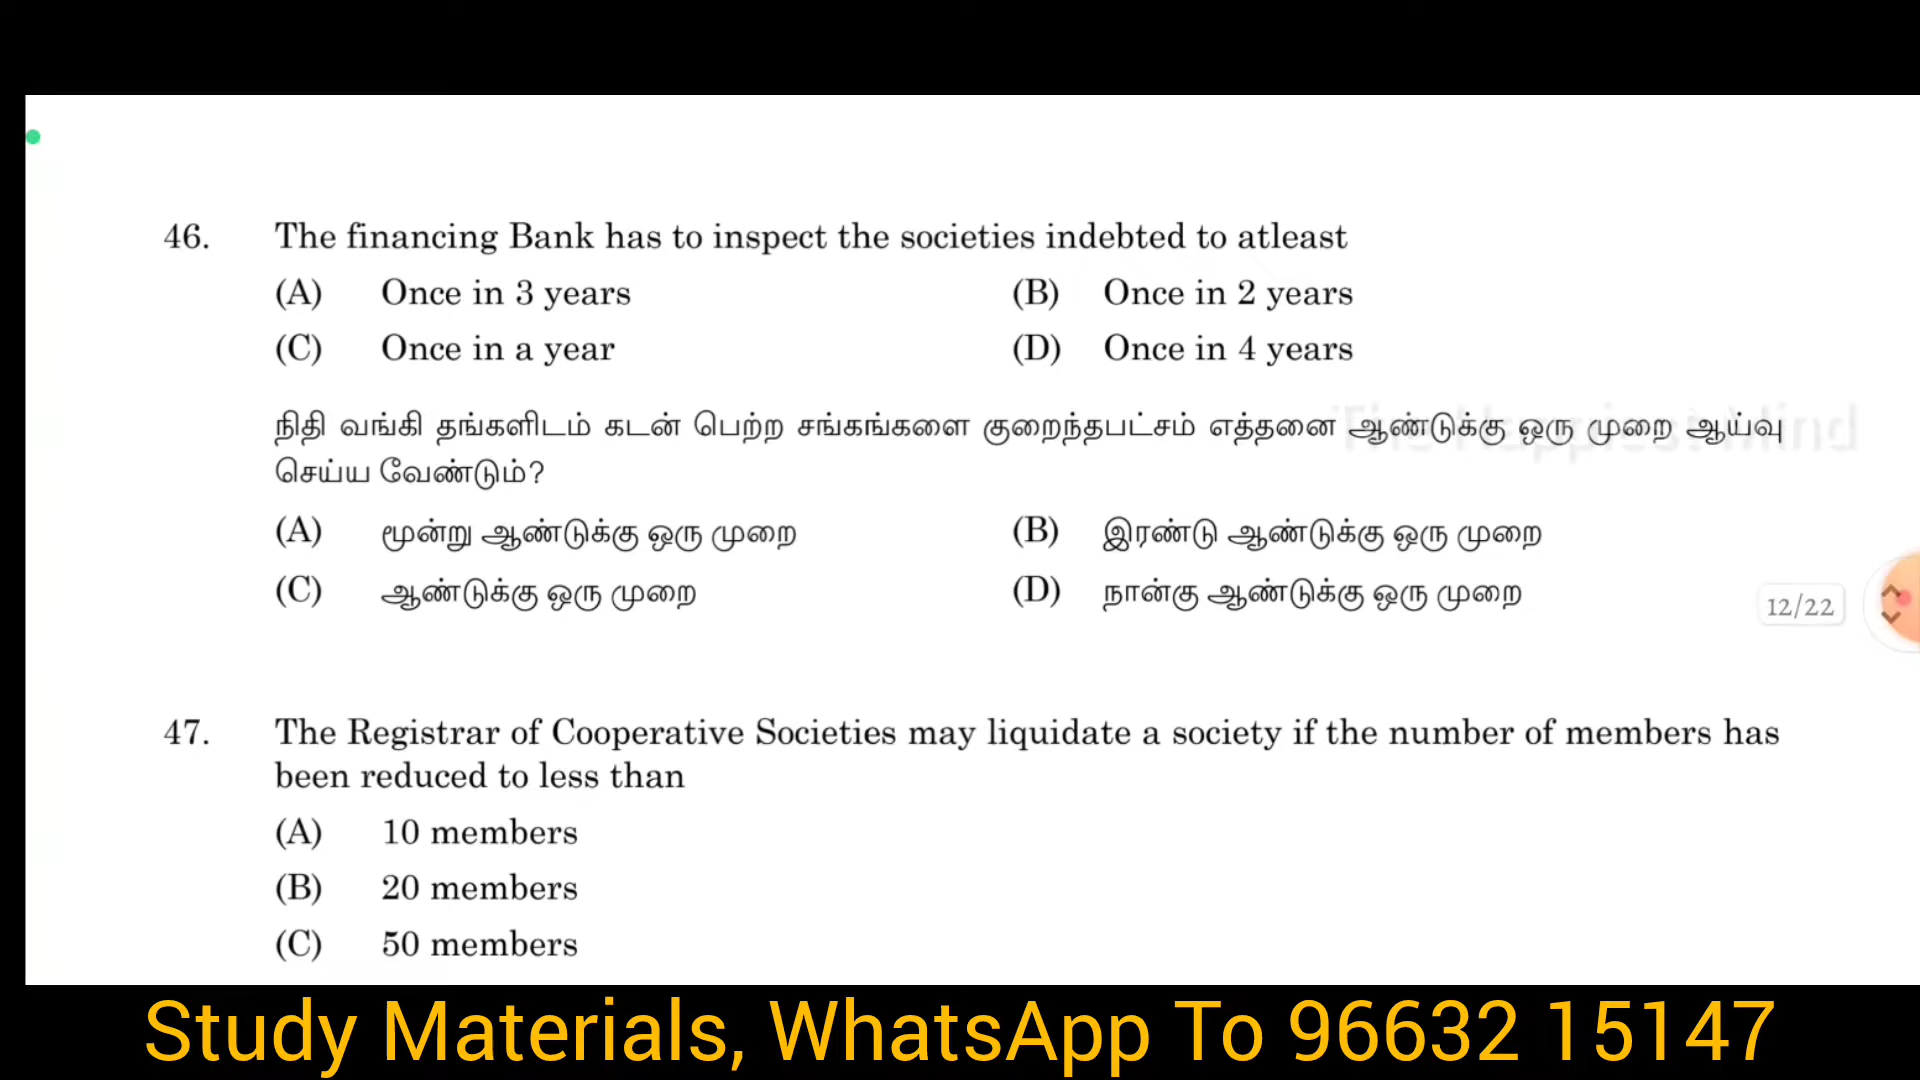 46. The financing Bank has to inspect the societies indebted to atleast
(A) Once in 3 years (B) Once in 2 years
(C) Once in a year (D) Once in 4 years
நிதி வங்கி தங்களிடம் கடன் பெற்ற சங்கங்களை குறைந்தபட்சம் எத்தனை ஆண்டுக்கு ஒரு முறை ஆய்வு
செய்ய வேண்டும்?
The Happiest Mind
(A) மூன்று ஆண்டுக்கு ஒரு முறை (B) இரண்டு ஆண்டுக்கு ஒரு முறை
(C) ஆண்டுக்கு ஒரு முறை (D) நான்கு ஆண்டுக்கு ஒரு முறை
12/22
47. The Registrar of Cooperative Societies may liquidate a society if the number of members has
been reduced to less than
(A) 10 members
(B) 20 members
(C) 50 members
Study Materials, WhatsApp To 96632 15147